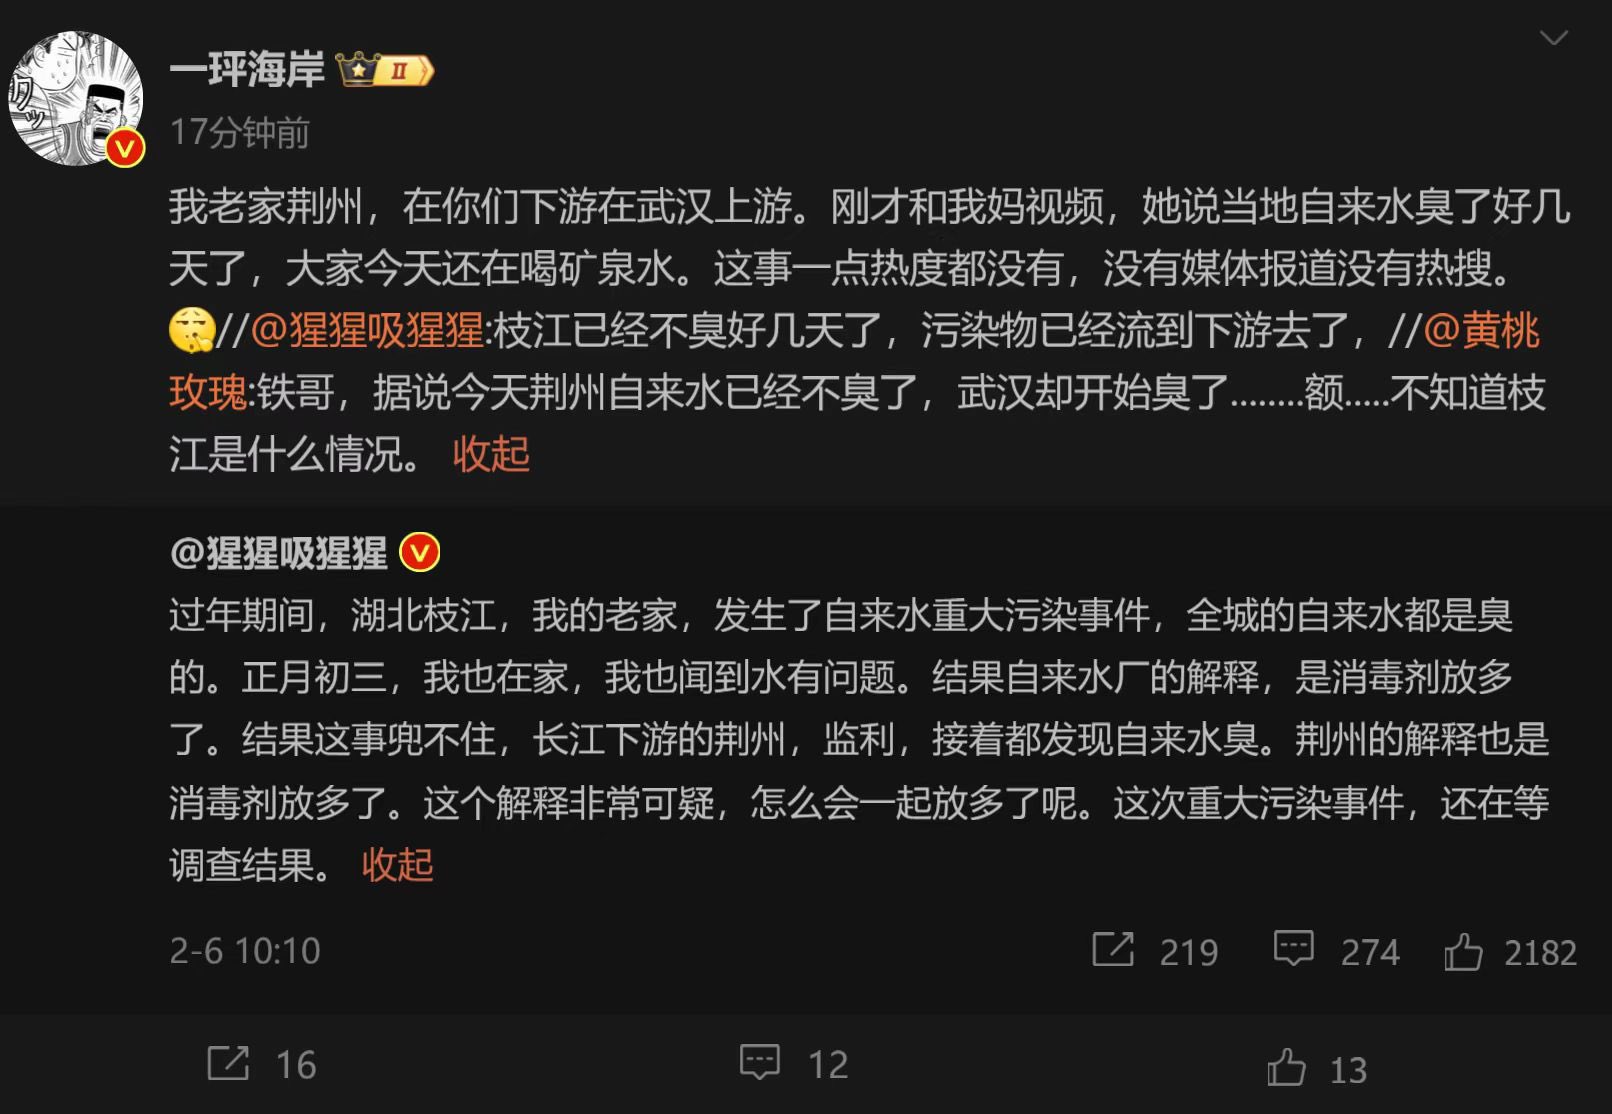 一坪海岸
II
17分钟前
我老家荆州，在你们下游在武汉上游。刚才和我妈视频，她说当地自来水臭了好几
天了，大家今天还在喝矿泉水。这事一点热度都没有，没有媒体报道没有热搜。
//@猩猩吸猩猩:枝江已经不臭好几天了，污染物已经流到下游去了，//@黄桃
玫瑰:铁哥，据说今天荆州自来水已经不臭了，武汉却开始臭了........额.....不知道枝
江是什么情况。 收起
@猩猩吸猩猩
过年期间，湖北枝江，我的老家，发生了自来水重大污染事件，全城的自来水都是臭
的。正月初三，我也在家，我也闻到水有问题。结果自来水厂的解释，是消毒剂放多
了。结果这事兜不住，长江下游的荆州，监利，接着都发现自来水臭。荆州的解释也是
消毒剂放多了。这个解释非常可疑，怎么会一起放多了呢。这次重大污染事件，还在等
调查结果。 收起
2-6 10:10 219 274 2182
16 12 13